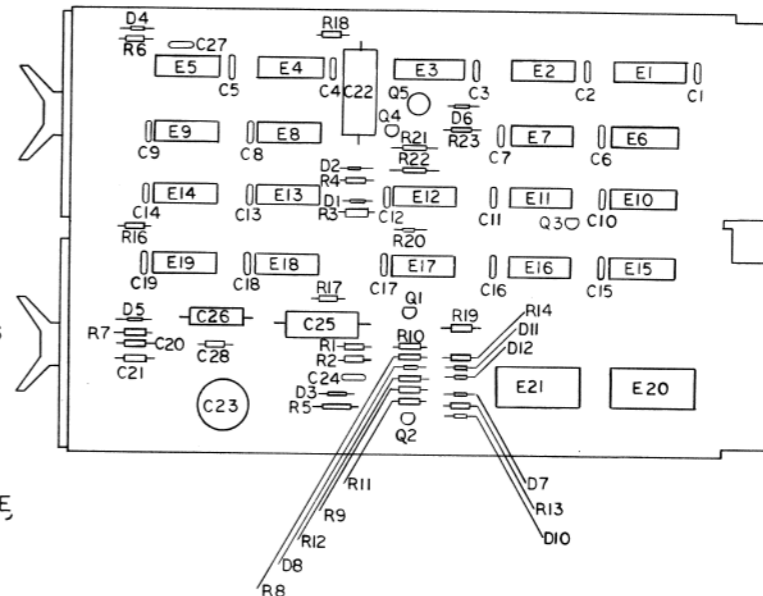 D4
R6
C27
R18
E5
C5
E4
C4
C22
E3
C3
E2
C2
E1
C1
Q5
Q4
D6
R23
C9
E9
C8
E8
R21
R22
C7
E7
C6
E6
D2
R4
D1
R3
C14
E14
C13
E13
C12
E12
C11
E11
Q3
C10
E10
R16
R20
C19
E19
C18
E18
C17
E17
C16
E16
C15
E15
R17
Q1
D5
R7
C20
C21
C26
C28
C25
R1
R2
C24
R10
R19
R14
D11
D12
C23
D3
R5
Q2
E21
E20
R11
R9
R12
D8
R8
D7
R13
D10
E,